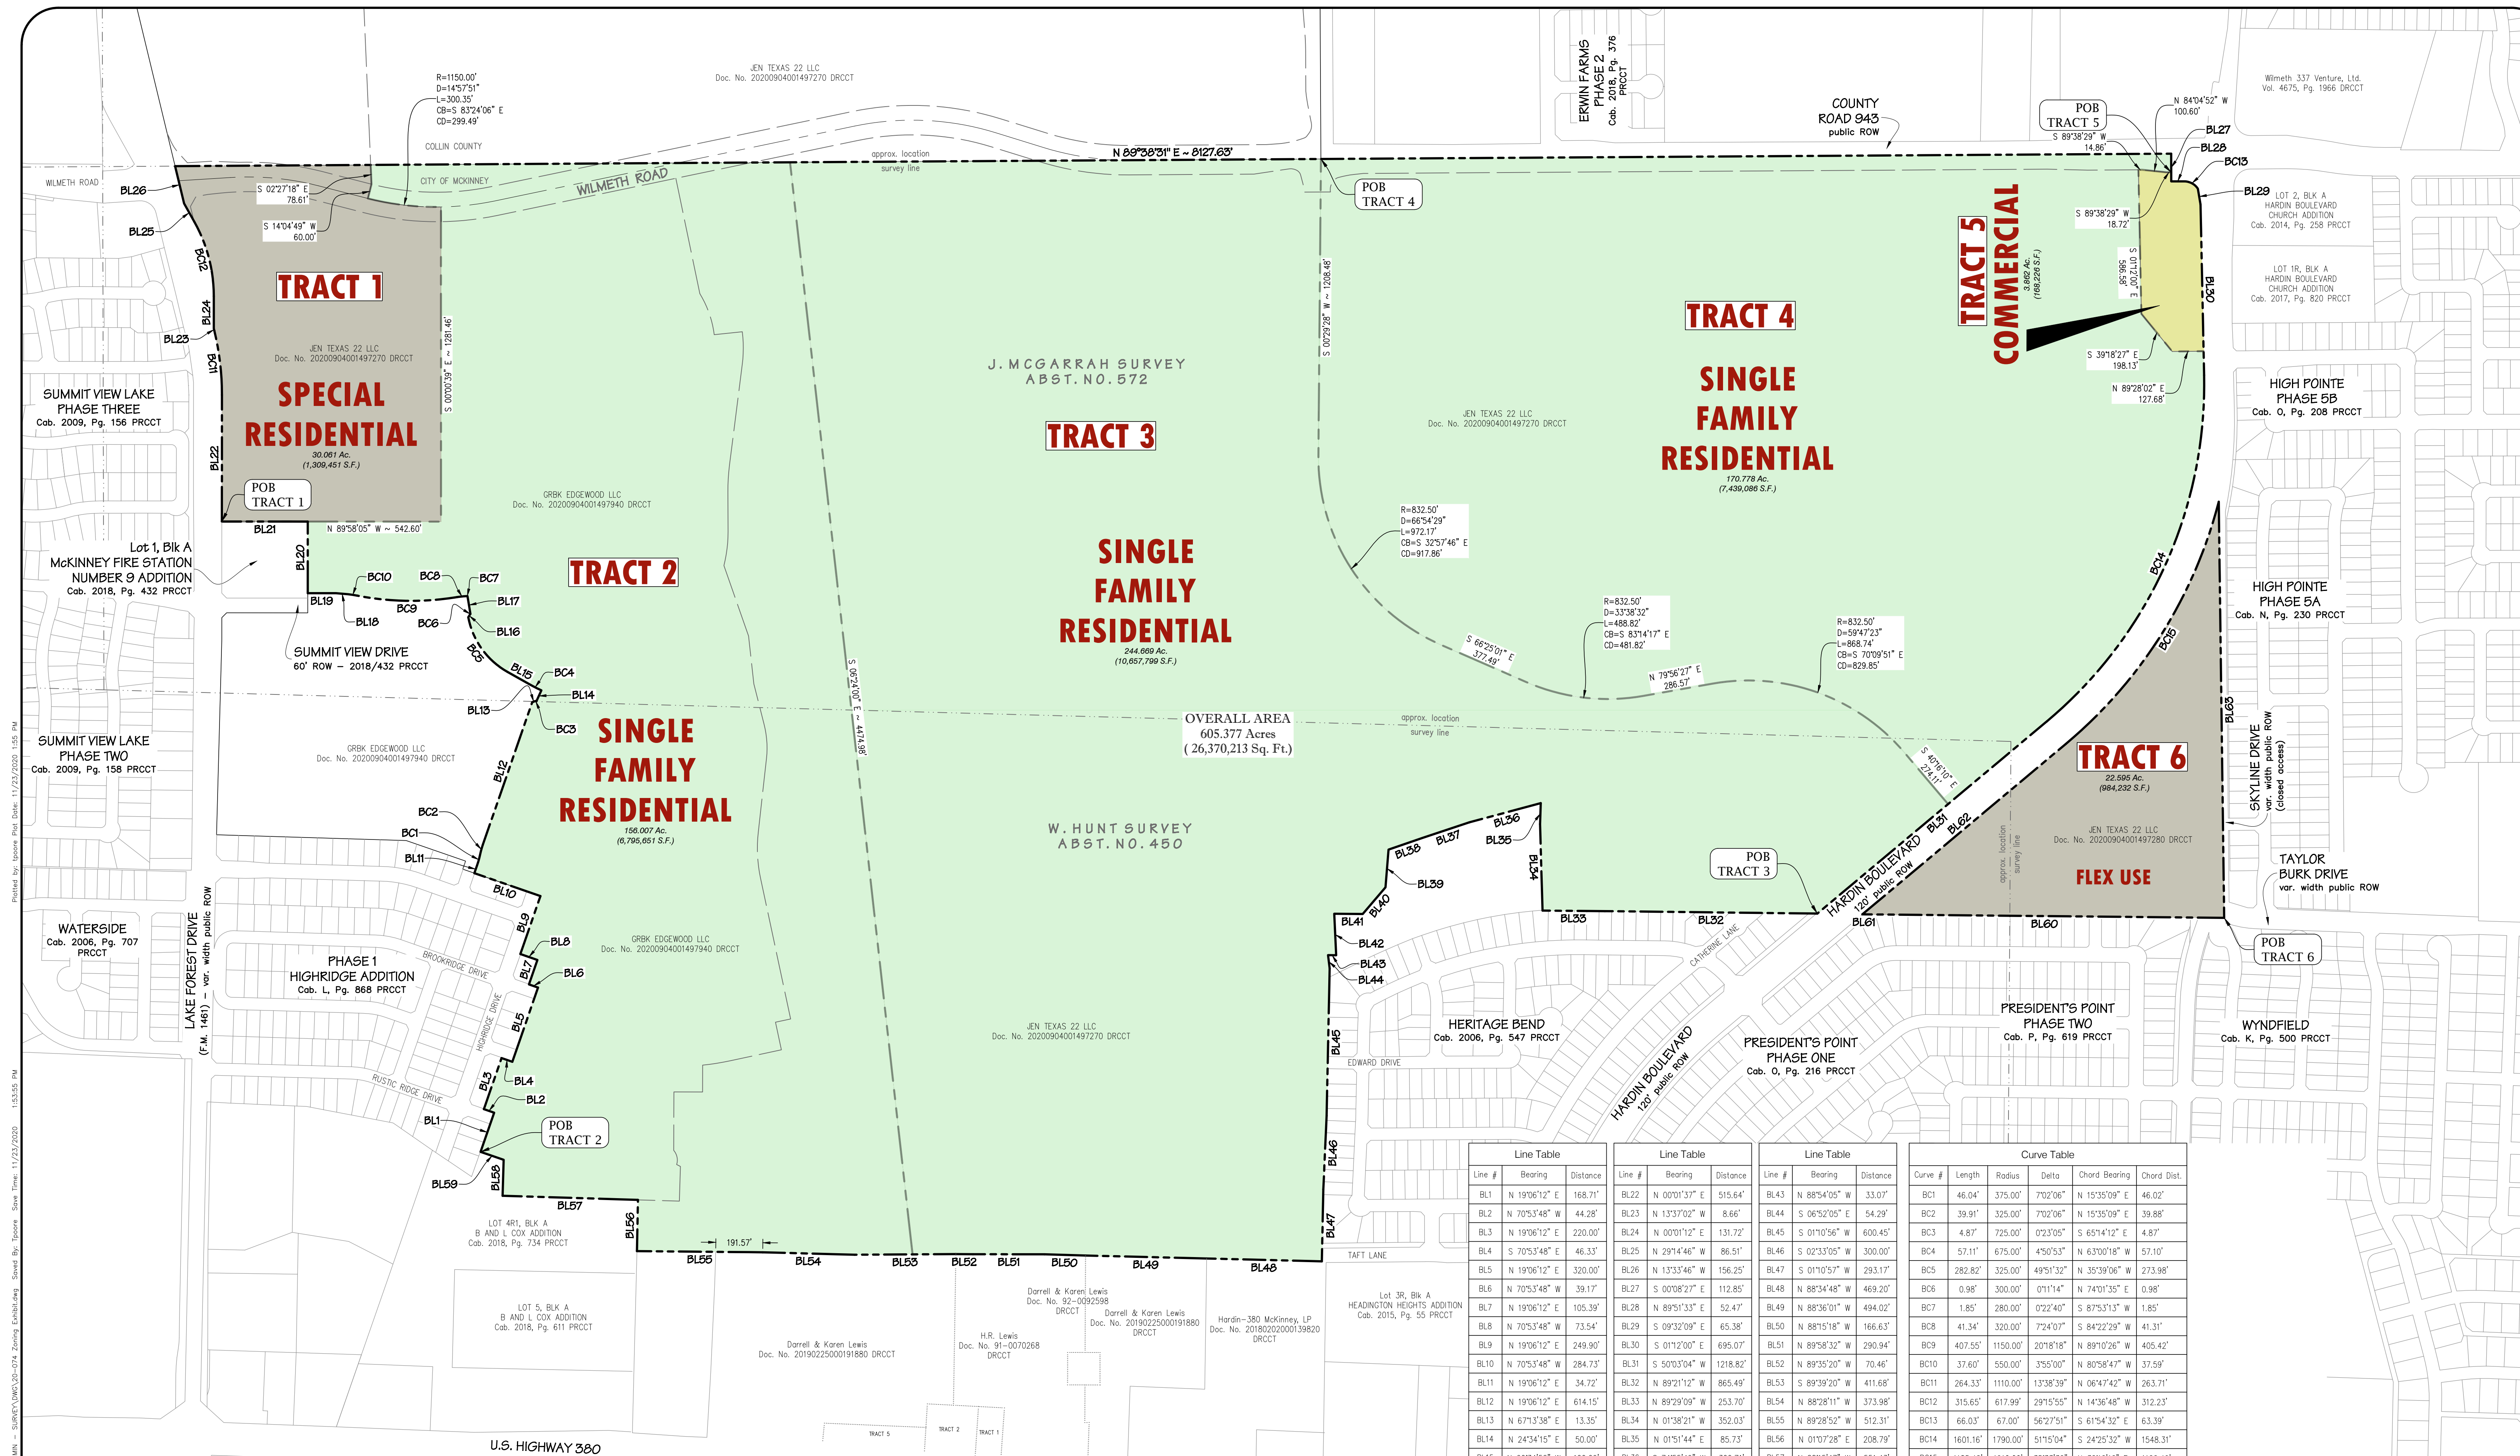 R=1150.00'
D=14°57'51"
L=300.35'
CB=S 83°24'06" E
CD=299.49'
JEN TEXAS 22 LLC
Doc. No. 20200904001497270 DRCCT
ERWIN FARMS
PHASE 2
Cab. 2018, Pg. 376
PRCCT
COUNTY
ROAD 943
public ROW
POB
TRACT 5
N 84°04'52" W
100.60'
S 89°38'29" W
14.86'
Wilmeth 337 Venture, Ltd.
Vol. 4675, Pg. 1966 DRCCT
BL27
BL28
BC13
BL29
COLLIN COUNTY
CITY OF MCKINNEY
WILMETH ROAD
WILMETH ROAD
approx. location
survey line
N 89°38'31" E ~ 8127.63'
POB
TRACT 4
BL26
BL25
S 02°27'18" E
78.61'
S 14°04'49" W
60.00'
S 89°38'29" W
18.72'
LOT 2, BLK A
HARDIN BOULEVARD
CHURCH ADDITION
Cab. 2014, Pg. 258 PRCCT
LOT 1R, BLK A
HARDIN BOULEVARD
CHURCH ADDITION
Cab. 2017, Pg. 820 PRCCT
BC12
BL24
BL23
BC11
BL22
TRACT 1
JEN TEXAS 22 LLC
Doc. No. 20200904001497270 DRCCT
SPECIAL
RESIDENTIAL
30.061 Ac.
(1,309,451 S.F.)
S 00°00'39" E ~ 1281.46'
POB
TRACT 1
BL21
N 89°58'05" W ~ 542.60'
BL20
TRACT 5
COMMERCIAL
3.862 Ac.
(168,226 S.F.)
S 01°12'00" E
586.58'
BL30
S 39°18'27" E
198.13'
N 89°28'02" E
127.68'
TRACT 4
SINGLE
FAMILY
RESIDENTIAL
170.778 Ac.
(7,439,086 S.F.)
JEN TEXAS 22 LLC
Doc. No. 20200904001497270 DRCCT
S 00°29'28" W ~ 1208.48'
J. MCGARRAH SURVEY
ABST. NO. 572
TRACT 3
SINGLE
FAMILY
RESIDENTIAL
244.669 Ac.
(10,657,799 S.F.)
SUMMIT VIEW LAKE
PHASE THREE
Cab. 2009, Pg. 156 PRCCT
HIGH POINTE
PHASE 5B
Cab. O, Pg. 208 PRCCT
GRBK EDGEWOOD LLC
Doc. No. 20200904001497940 DRCCT
TRACT 2
Lot 1, Blk A
McKINNEY FIRE STATION
NUMBER 9 ADDITION
Cab. 2018, Pg. 432 PRCCT
BL19
BC10
BL18
BC9
BC8
BC7
BL17
BC6
BL16
BC5
BL15
BC4
BL14
BL13
BC3
SUMMIT VIEW DRIVE
60' ROW – 2018/432 PRCCT
R=832.50'
D=66°54'29"
L=972.17'
CB=S 32°57'46" E
CD=917.86'
R=832.50'
D=33°38'32"
L=488.82'
CB=S 83°14'17" E
CD=481.82'
R=832.50'
D=59°47'23"
L=868.74'
CB=S 70°09'51" E
CD=829.85'
S 66°25'01" E
377.49'
N 79°56'27" E
286.57'
S 40°16'10" E
274.11'
S 06°24'00" E ~ 4474.98'
BC14
BC15
HIGH POINTE
PHASE 5A
Cab. N, Pg. 230 PRCCT
BL63
OVERALL AREA
605.377 Acres
( 26,370,213 Sq. Ft.)
approx. location
survey line
SUMMIT VIEW LAKE
PHASE TWO
Cab. 2009, Pg. 158 PRCCT
GRBK EDGEWOOD LLC
Doc. No. 20200904001497940 DRCCT
SINGLE
FAMILY
RESIDENTIAL
156.007 Ac.
(6,795,651 S.F.)
BL12
BC2
BC1
BL11
BL10
TRACT 6
22.595 Ac.
(984,232 S.F.)
JEN TEXAS 22 LLC
Doc. No. 20200904001497280 DRCCT
FLEX USE
approx. location
survey line
SKYLINE DRIVE
var. width public ROW
(closed access)
TAYLOR
BURK DRIVE
var. width public ROW
W. HUNT SURVEY
ABST. NO. 450
BL36
BL37
BL38
BL35
BL34
BL39
BL40
BL41
BL42
BL43
BL44
BL33
BL32
POB
TRACT 3
BL31
BL62
HARDIN BOULEVARD
120' public ROW
BL61
BL60
POB
TRACT 6
WATERSIDE
Cab. 2006, Pg. 707
PRCCT
LAKE FOREST DRIVE
(F.M. 1461) – var. width public ROW
PHASE 1
HIGHRIDGE ADDITION
Cab. L, Pg. 868 PRCCT
BROOKRIDGE DRIVE
HIGHRIDGE DRIVE
RUSTIC RIDGE DRIVE
BL9
BL8
BL7
BL6
BL5
BL4
BL3
BL2
BL1
POB
TRACT 2
BL59
BL58
BL57
BL56
GRBK EDGEWOOD LLC
Doc. No. 20200904001497940 DRCCT
JEN TEXAS 22 LLC
Doc. No. 20200904001497270 DRCCT
CATHERINE LANE
HERITAGE BEND
Cab. 2006, Pg. 547 PRCCT
EDWARD DRIVE
BL45
BL46
BL47
TAFT LANE
HARDIN BOULEVARD
120' public ROW
PRESIDENT'S POINT
PHASE ONE
Cab. O, Pg. 216 PRCCT
PRESIDENT'S POINT
PHASE TWO
Cab. P, Pg. 619 PRCCT
WYNDFIELD
Cab. K, Pg. 500 PRCCT
191.57'
BL55
BL54
BL53
BL52
BL51
BL50
BL49
BL48
LOT 4R1, BLK A
B AND L COX ADDITION
Cab. 2018, Pg. 734 PRCCT
LOT 5, BLK A
B AND L COX ADDITION
Cab. 2018, Pg. 611 PRCCT
Darrell & Karen Lewis
Doc. No. 20190225000191880 DRCCT
H.R. Lewis
Doc. No. 91-0070268
DRCCT
Darrell & Karen Lewis
Doc. No. 92-0092598
DRCCT
Darrell & Karen Lewis
Doc. No. 20190225000191880
DRCCT
Hardin-380 McKinney, LP
Doc. No. 20180202000139820
DRCCT
Lot 3R, Blk A
HEADINGTON HEIGHTS ADDITION
Cab. 2015, Pg. 55 PRCCT
TRACT 5
TRACT 2
TRACT 1
U.S. HIGHWAY 380
Line Table
Line # Bearing Distance
BL1 N 19°06'12" E 168.71'
BL2 N 70°53'48" W 44.28'
BL3 N 19°06'12" E 220.00'
BL4 S 70°53'48" E 46.33'
BL5 N 19°06'12" E 320.00'
BL6 N 70°53'48" W 39.17'
BL7 N 19°06'12" E 105.39'
BL8 N 70°53'48" W 73.54'
BL9 N 19°06'12" E 249.90'
BL10 N 70°53'48" W 284.73'
BL11 N 19°06'12" E 34.72'
BL12 N 19°06'12" E 614.15'
BL13 N 67°13'38" E 13.35'
BL14 N 24°34'15" E 50.00'
Line Table
Line # Bearing Distance
BL22 N 00°01'37" E 515.64'
BL23 N 13°37'02" W 8.66'
BL24 N 00°01'12" E 131.72'
BL25 N 29°14'46" W 86.51'
BL26 N 13°33'46" W 156.25'
BL27 S 00°08'27" E 112.85'
BL28 N 89°51'33" E 52.47'
BL29 S 09°32'09" E 65.38'
BL30 S 01°12'00" E 695.07'
BL31 S 50°03'04" W 1218.82'
BL32 N 89°21'12" W 865.49'
BL33 N 89°29'09" W 253.70'
BL34 N 01°38'21" W 352.03'
BL35 N 01°51'44" E 85.73'
Line Table
Line # Bearing Distance
BL43 N 88°54'05" W 33.07'
BL44 S 06°52'05" E 54.29'
BL45 S 01°10'56" W 600.45'
BL46 S 02°33'05" W 300.00'
BL47 S 01°10'57" W 293.17'
BL48 N 88°34'48" W 469.20'
BL49 N 88°36'01" W 494.02'
BL50 N 88°15'18" W 166.63'
BL51 N 89°58'32" W 290.94'
BL52 N 89°35'20" W 70.46'
BL53 S 89°39'20" W 411.68'
BL54 N 88°28'11" W 373.98'
BL55 N 89°28'52" W 512.31'
BL56 N 01°07'28" E 208.79'
Curve Table
Curve # Length Radius Delta Chord Bearing Chord Dist.
BC1 46.04' 375.00' 7°02'06" N 15°35'09" E 46.02'
BC2 39.91' 325.00' 7°02'06" N 15°35'09" E 39.88'
BC3 4.87' 725.00' 0°23'05" S 65°14'12" E 4.87'
BC4 57.11' 675.00' 4°50'53" N 63°00'18" W 57.10'
BC5 282.82' 325.00' 49°51'32" N 35°39'06" W 273.98'
BC6 0.98' 300.00' 0°11'14" N 74°01'35" E 0.98'
BC7 1.85' 280.00' 0°22'40" S 87°53'13" W 1.85'
BC8 41.34' 320.00' 7°24'07" S 84°22'29" W 41.31'
BC9 407.55' 1150.00' 20°18'18" N 89°10'26" W 405.42'
BC10 37.60' 550.00' 3°55'00" N 80°58'47" W 37.59'
BC11 264.33' 1110.00' 13°38'39" N 06°47'42" W 263.71'
BC12 315.65' 617.99' 29°15'55" N 14°36'48" W 312.23'
BC13 66.03' 67.00' 56°27'51" S 61°54'32" E 63.39'
BC14 1601.16' 1790.00' 51°15'04" S 24°25'32" W 1548.31'
Plotted by: tpoore Plot Date: 11/23/2020 1:55 PM
SURVEY\DWG\20-074 Zoning Exhibit.dwg Saved By: Tpoore Save Time: 11/23/2020 1:53:55 PM